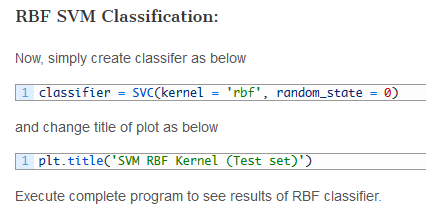 RBF SVM Classification:
Now, simply create classifer as below
1 classifier = SVC(kernel = 'rbf', random_state = 0)
and change title of plot as below
1 plt.title('SVM RBF Kernel (Test set)')
Execute complete program to see results of RBF classifier.